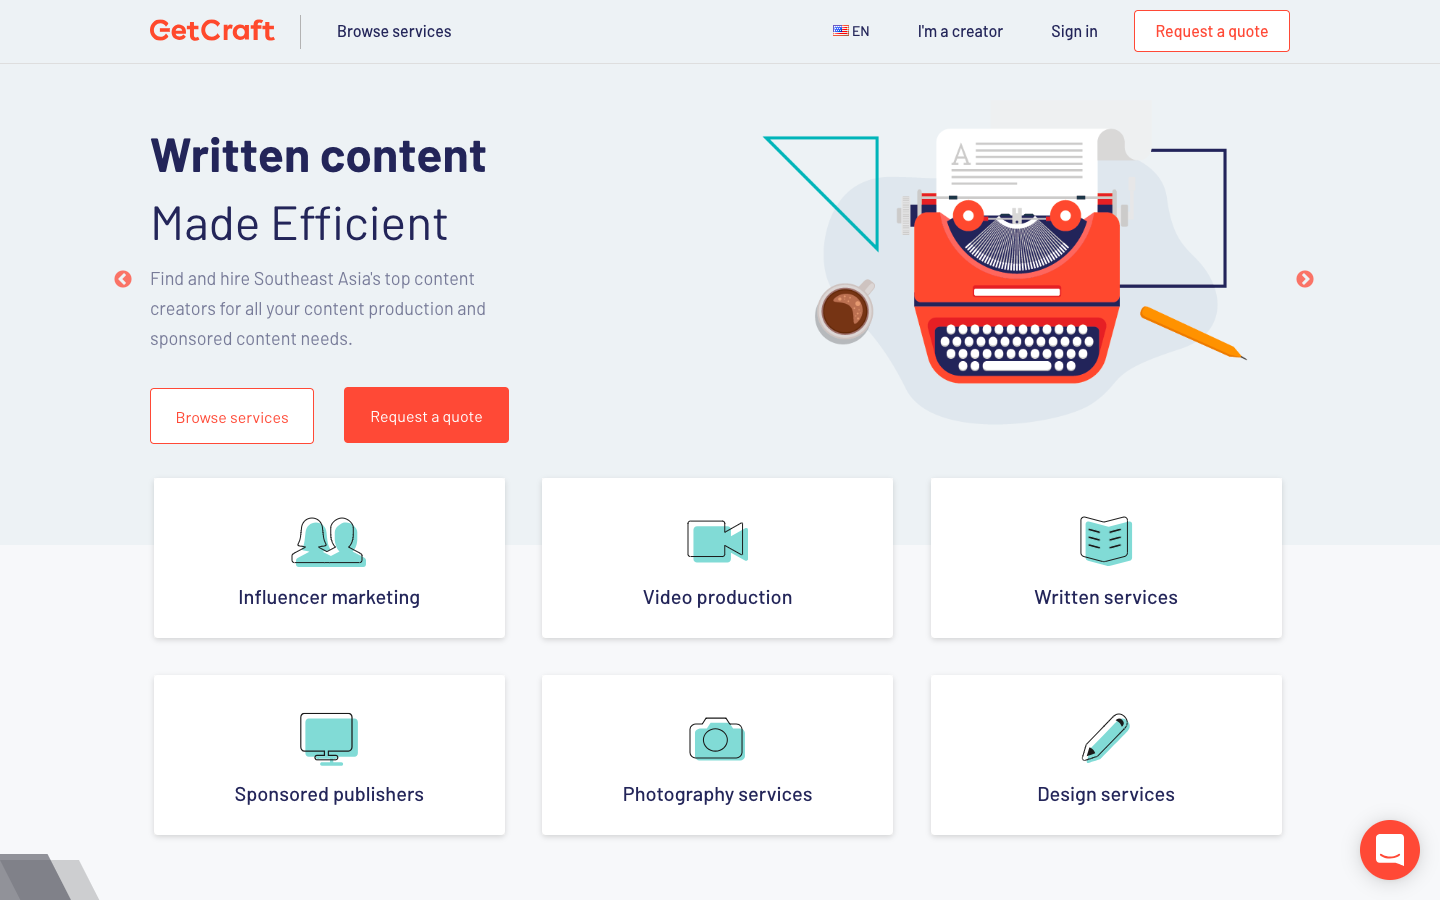 GetCraft
Browse services
EN
I'm a creator
Sign in
Request a quote
Written content
Made Efficient
Find and hire Southeast Asia's top content
creators for all your content production and
sponsored content needs.
Browse services
Request a quote
A
Influencer marketing
Video production
Written services
Sponsored publishers
Photography services
Design services